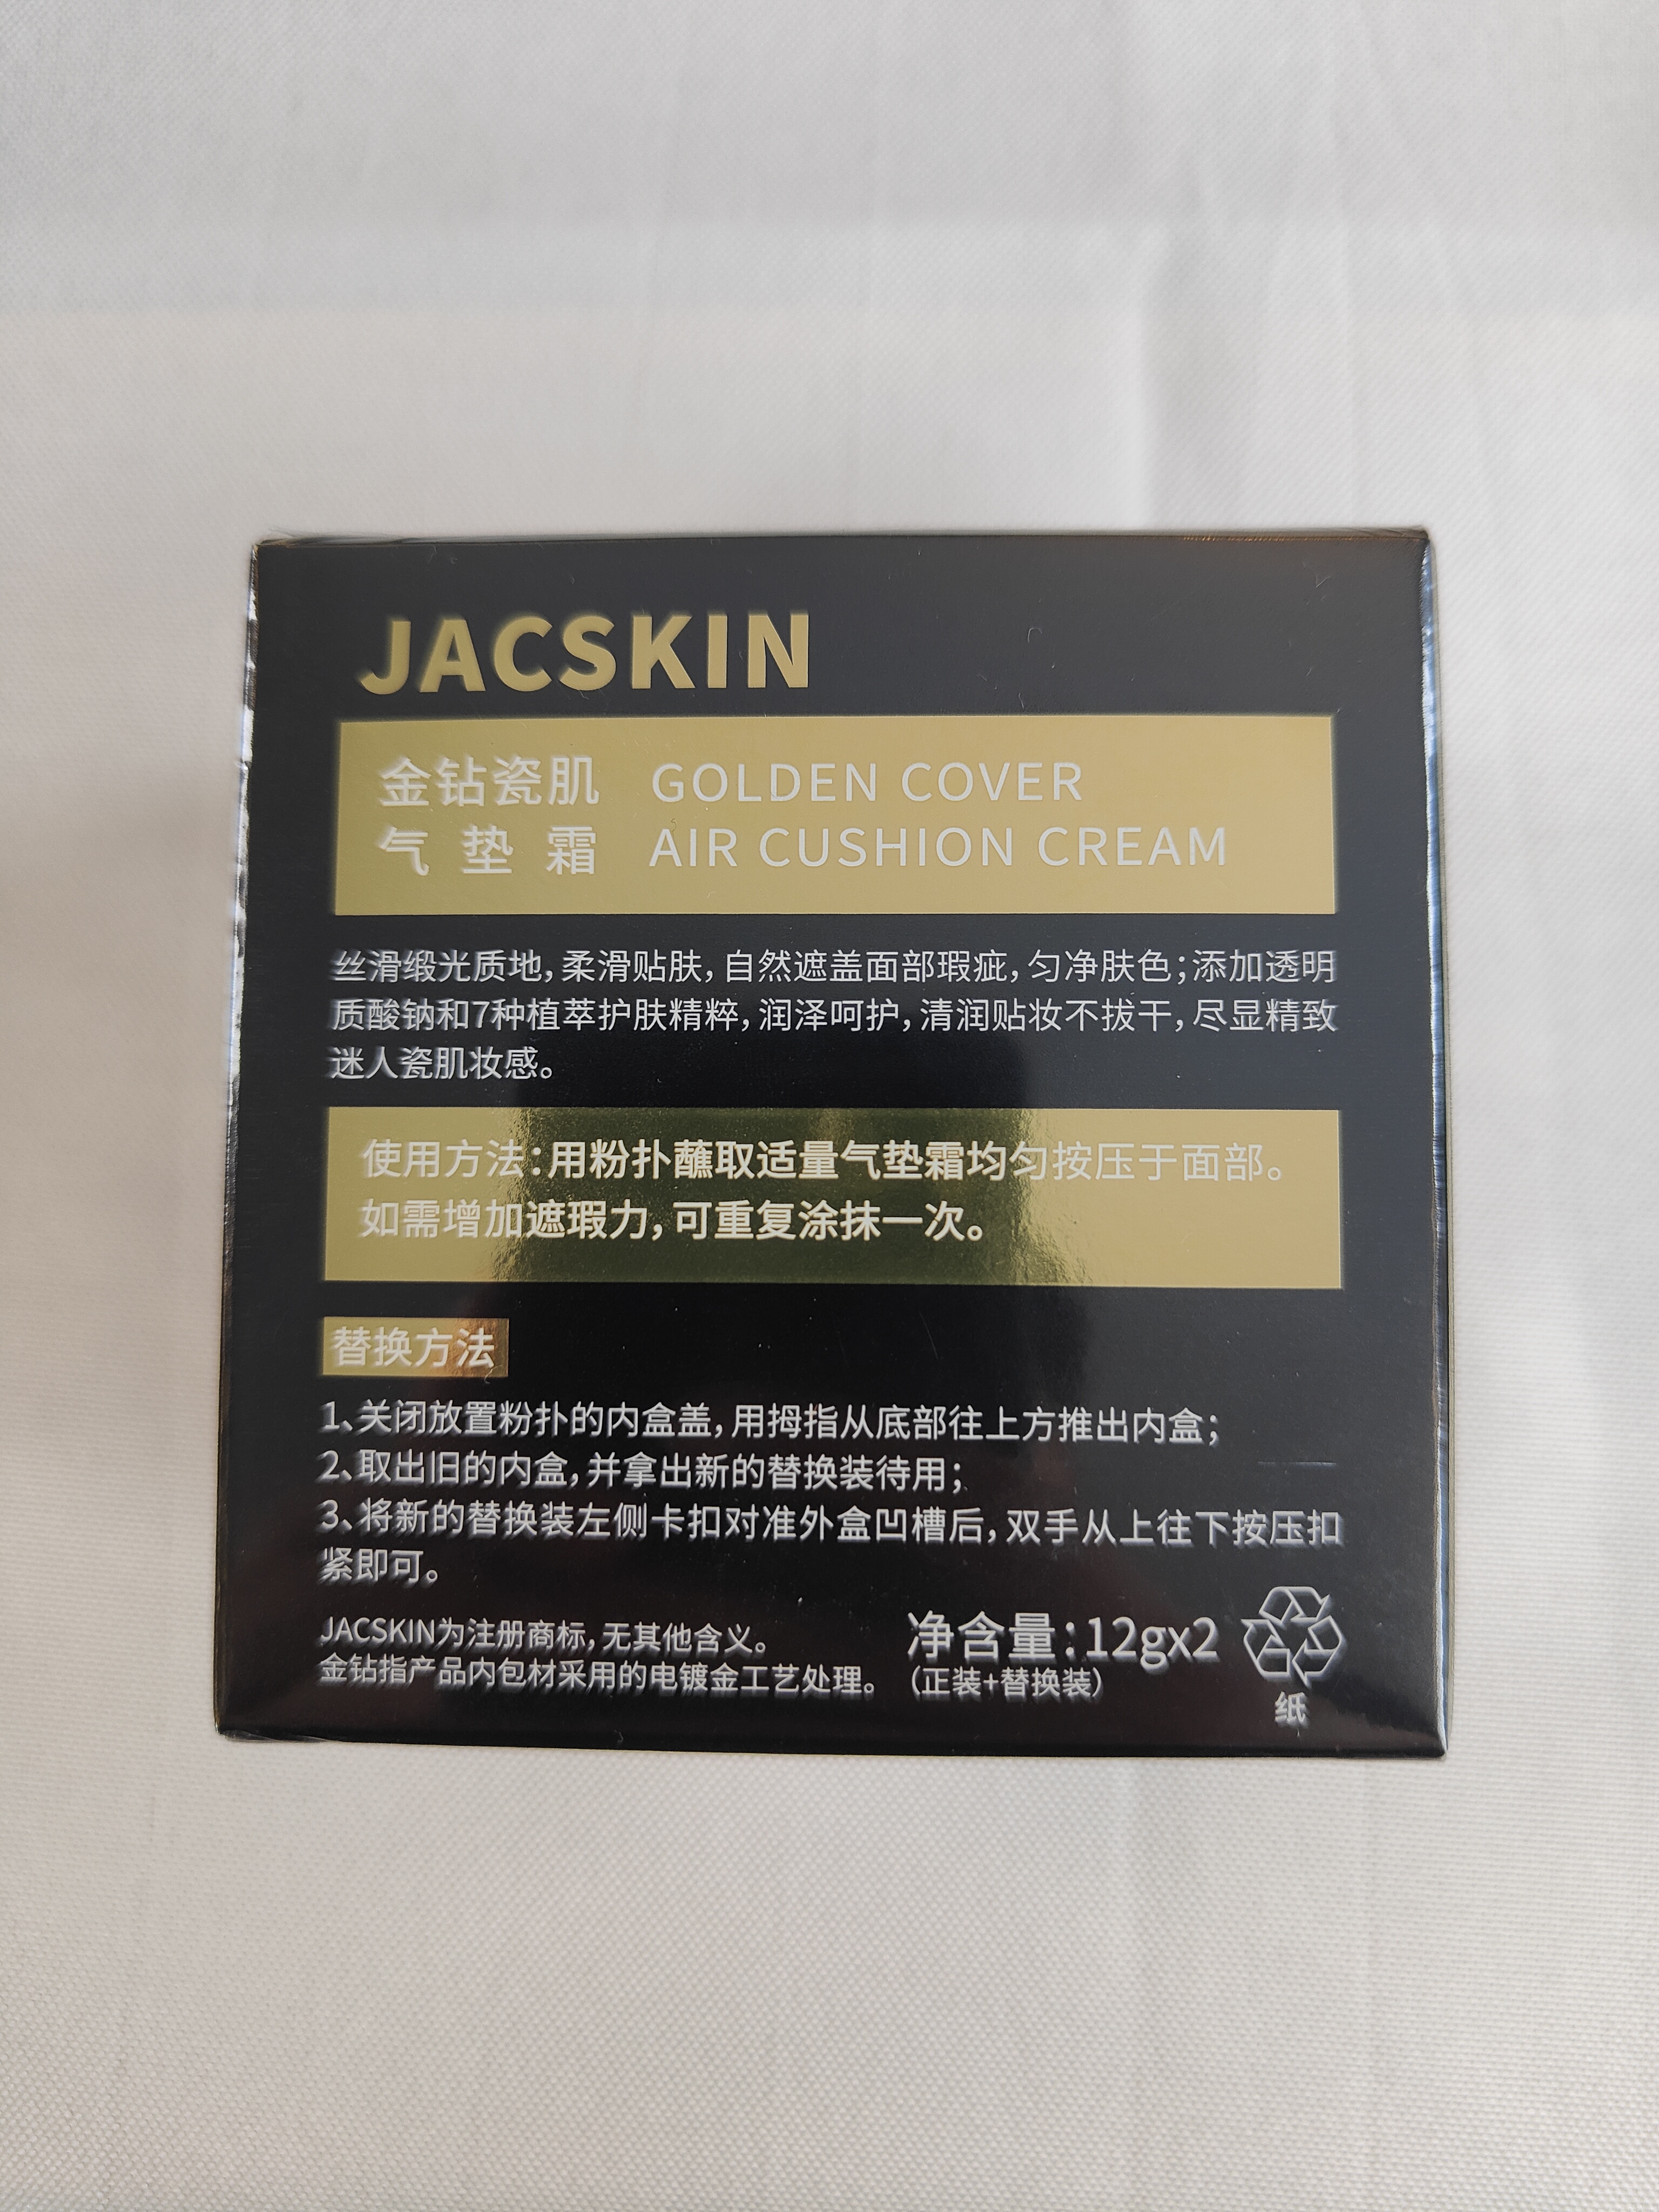 JACSKIN
金钻瓷肌 GOLDEN COVER
气垫霜 AIR CUSHION CREAM
丝滑缎光质地，柔滑贴肤，自然遮盖面部瑕疵，匀净肤色；添加透明
质酸钠和7种植萃护肤精粹，润泽呵护，清润贴妆不拔干，尽显精致
迷人瓷肌妆感。
使用方法：用粉扑蘸取适量气垫霜均匀按压于面部。
如需增加遮瑕力，可重复涂抹一次。
替换方法
1、关闭放置粉扑的内盒盖，用拇指从底部往上方推出内盒；
2、取出旧的内盒，并拿出新的替换装待用；
3、将新的替换装左侧卡扣对准外盒凹槽后，双手从上往下按压扣
紧即可。
JACSKIN为注册商标，无其他含义。
金钻指产品内包材采用的电镀金工艺处理。
净含量：12gx2
（正装+替换装）
纸